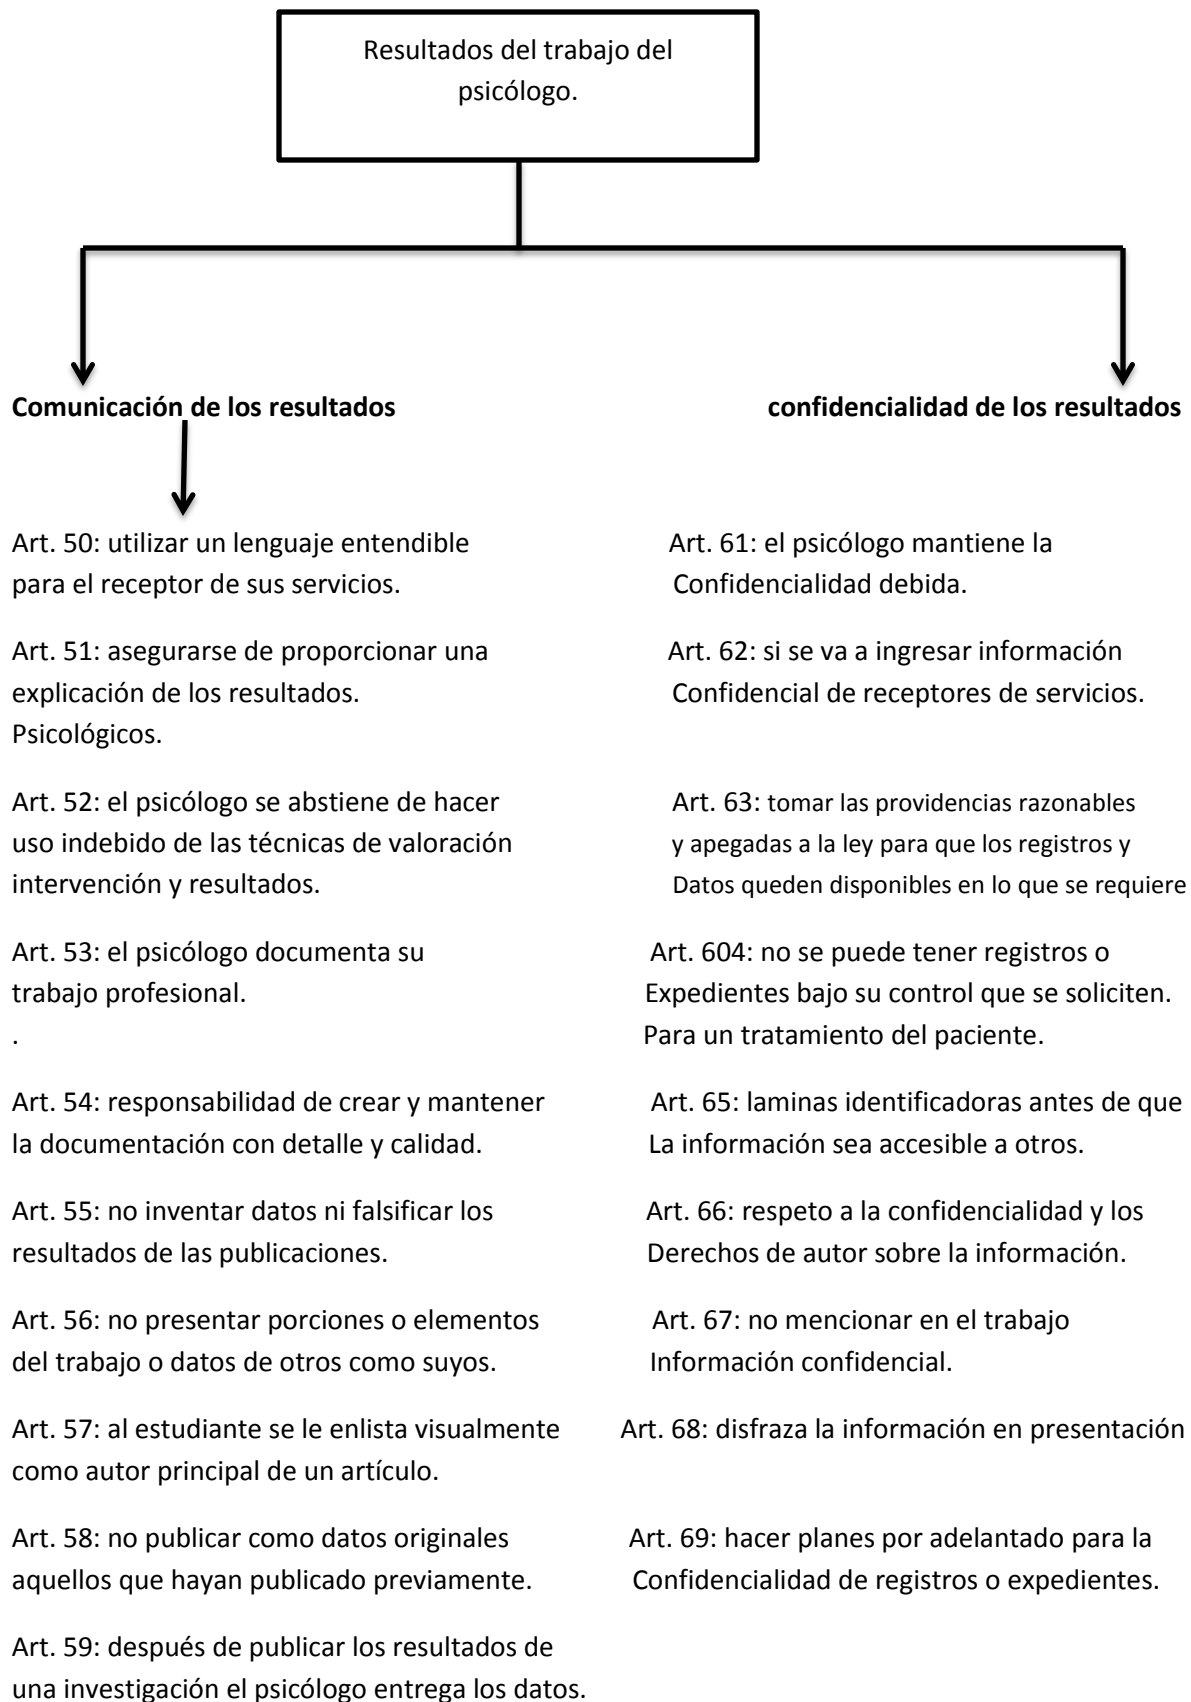 Resultados del trabajo del
psicólogo.
Comunicación de los resultados
confidencialidad de los resultados
Art. 50: utilizar un lenguaje entendible
para el receptor de sus servicios.
Art. 51: asegurarse de proporcionar una
explicación de los resultados.
Psicológicos.
Art. 52: el psicólogo se abstiene de hacer
uso indebido de las técnicas de valoración
intervención y resultados.
Art. 53: el psicólogo documenta su
trabajo profesional.
.
Art. 54: responsabilidad de crear y mantener
la documentación con detalle y calidad.
Art. 55: no inventar datos ni falsificar los
resultados de las publicaciones.
Art. 56: no presentar porciones o elementos
del trabajo o datos de otros como suyos.
Art. 57: al estudiante se le enlista visualmente
como autor principal de un artículo.
Art. 58: no publicar como datos originales
aquellos que hayan publicado previamente.
Art. 59: después de publicar los resultados de
una investigación el psicólogo entrega los datos.
Art. 61: el psicólogo mantiene la
Confidencialidad debida.
Art. 62: si se va a ingresar información
Confidencial de receptores de servicios.
Art. 63: tomar las providencias razonables
y apegadas a la ley para que los registros y
Datos queden disponibles en lo que se requiere
Art. 604: no se puede tener registros o
Expedientes bajo su control que se soliciten.
Para un tratamiento del paciente.
Art. 65: laminas identificadoras antes de que
La información sea accesible a otros.
Art. 66: respeto a la confidencialidad y los
Derechos de autor sobre la información.
Art. 67: no mencionar en el trabajo
Información confidencial.
Art. 68: disfraza la información en presentación
Art. 69: hacer planes por adelantado para la
Confidencialidad de registros o expedientes.